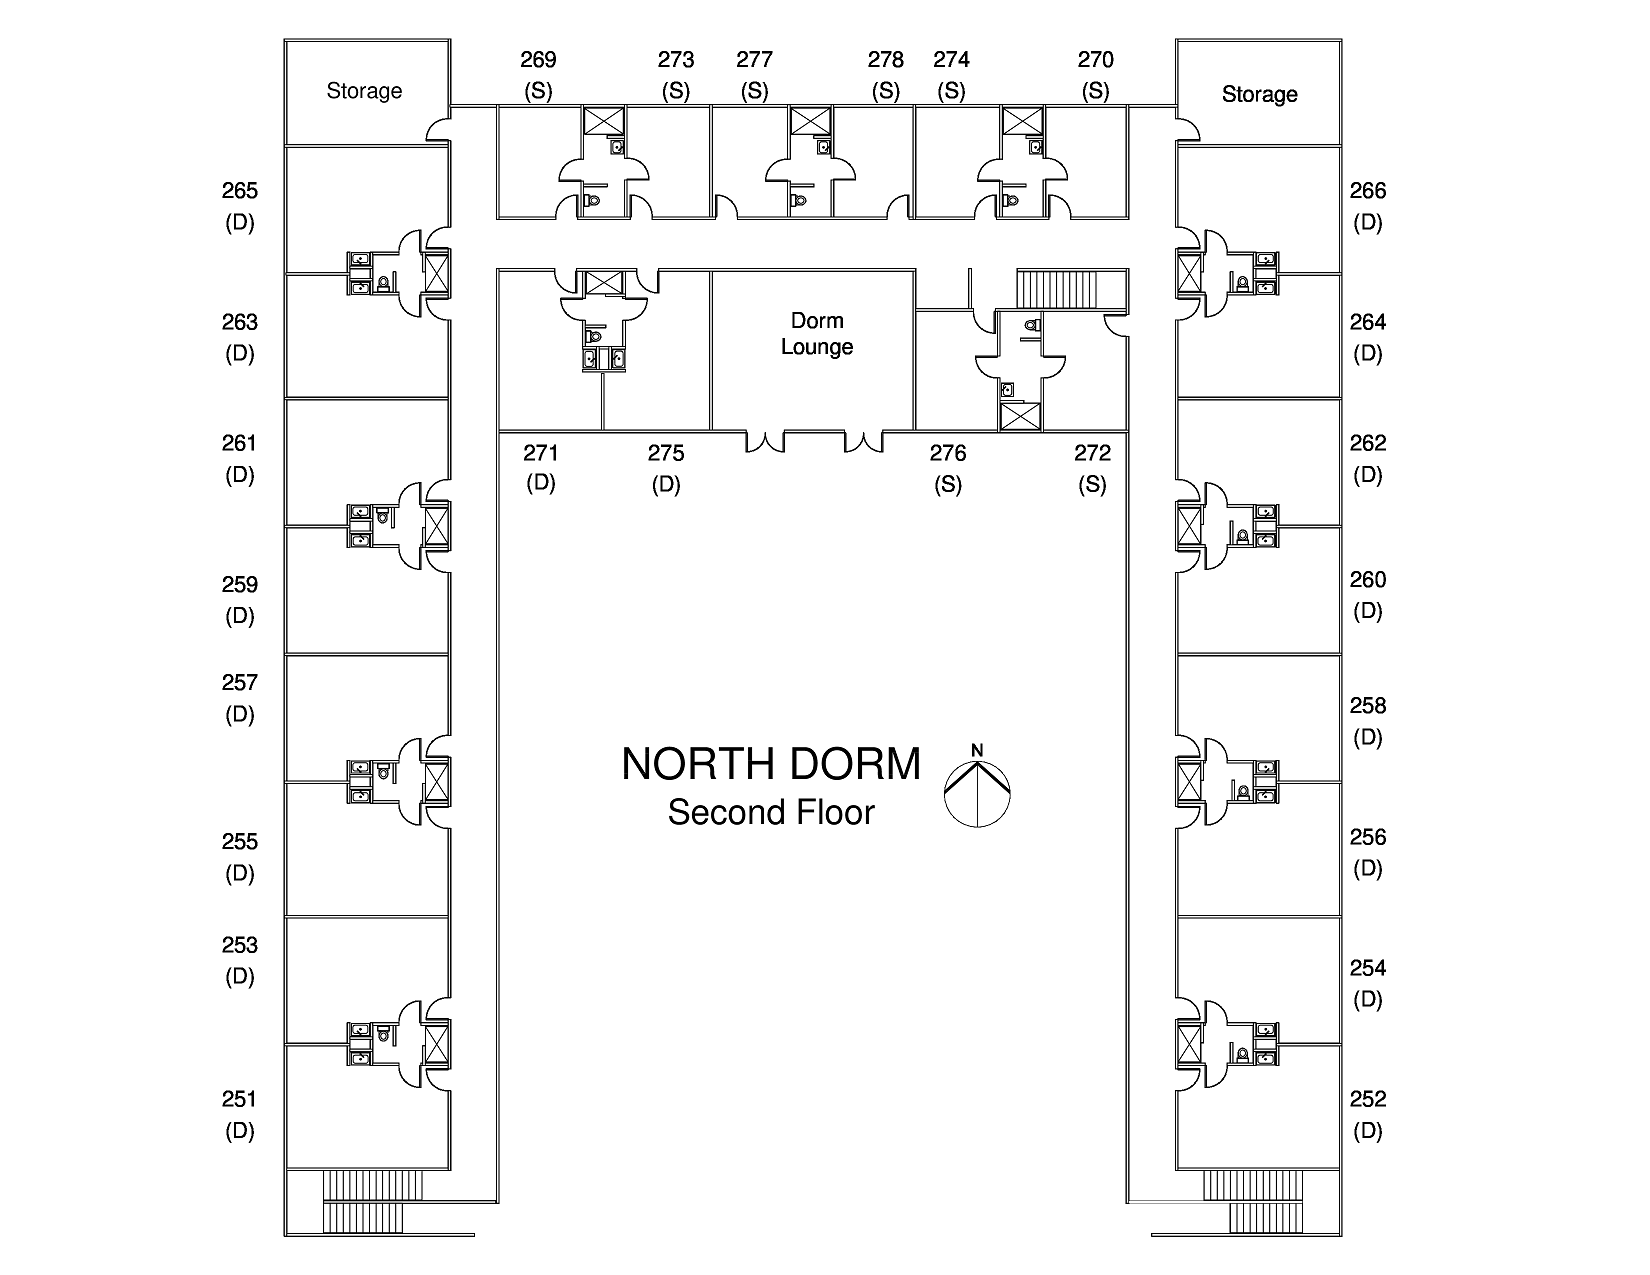 269 273 277 278 274 270
(S) (S) (S) (S) (S) (S)
Storage
Storage
265
(D)
266
(D)
263
(D)
264
(D)
Dorm
Lounge
261
(D)
262
(D)
271 275 276 272
(D) (D) (S) (S)
259
(D)
260
(D)
257
(D)
258
(D)
NORTH DORM
Second Floor
N
255
(D)
256
(D)
253
(D)
254
(D)
251
(D)
252
(D)